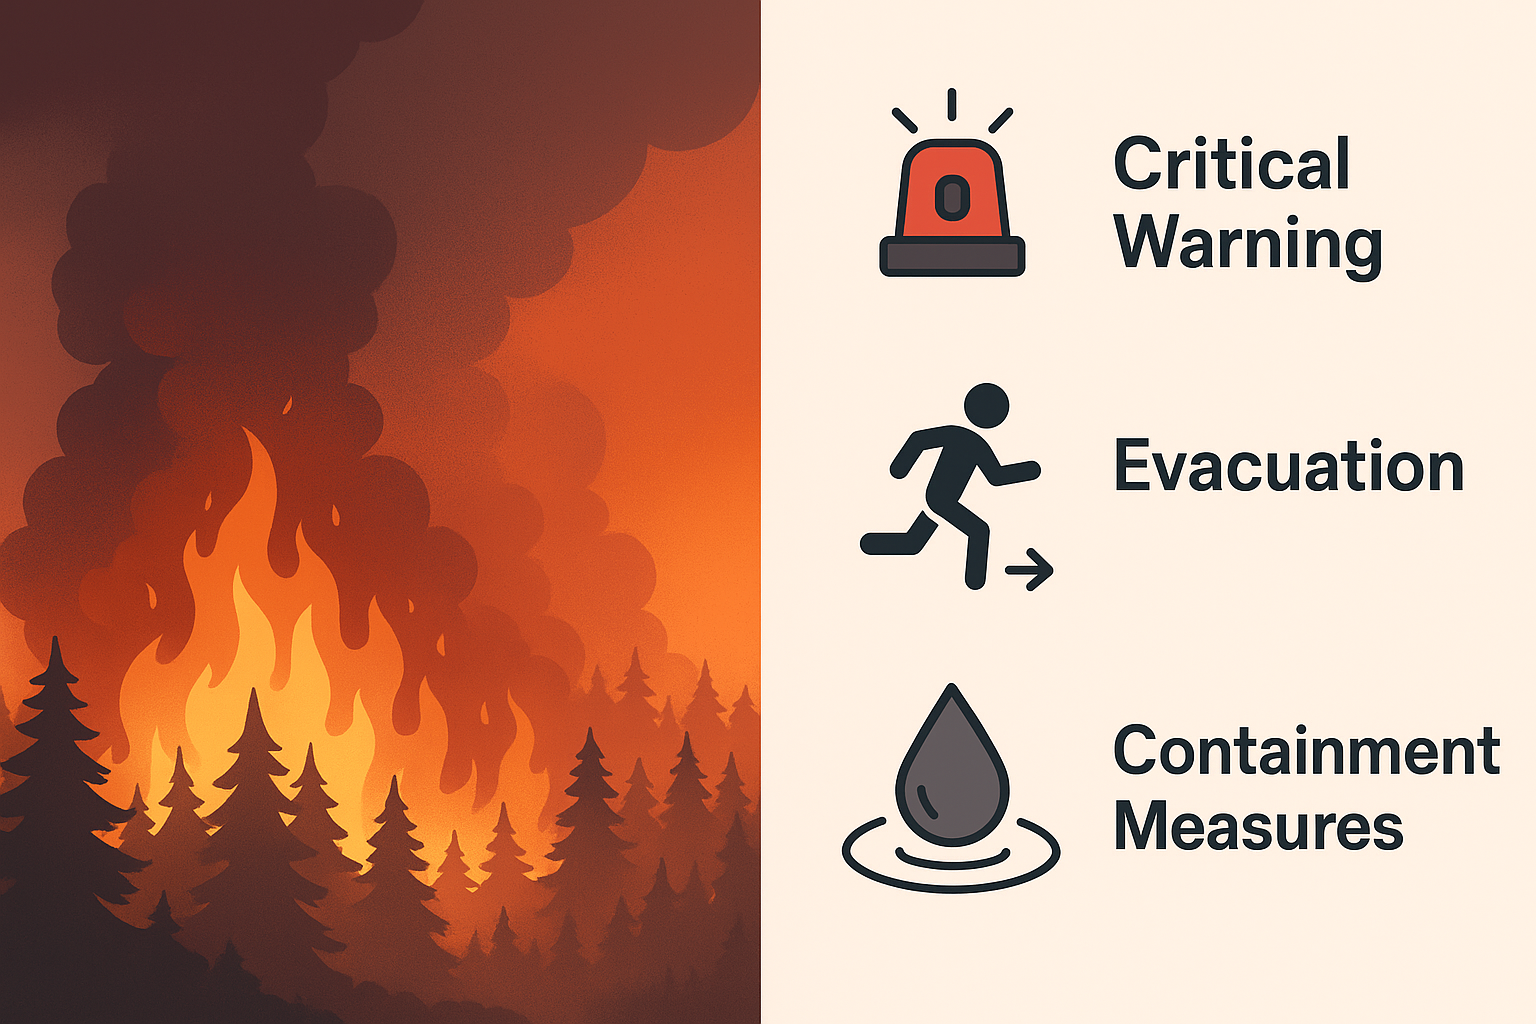 Critical
Warning
Evacuation
Containment
Measures